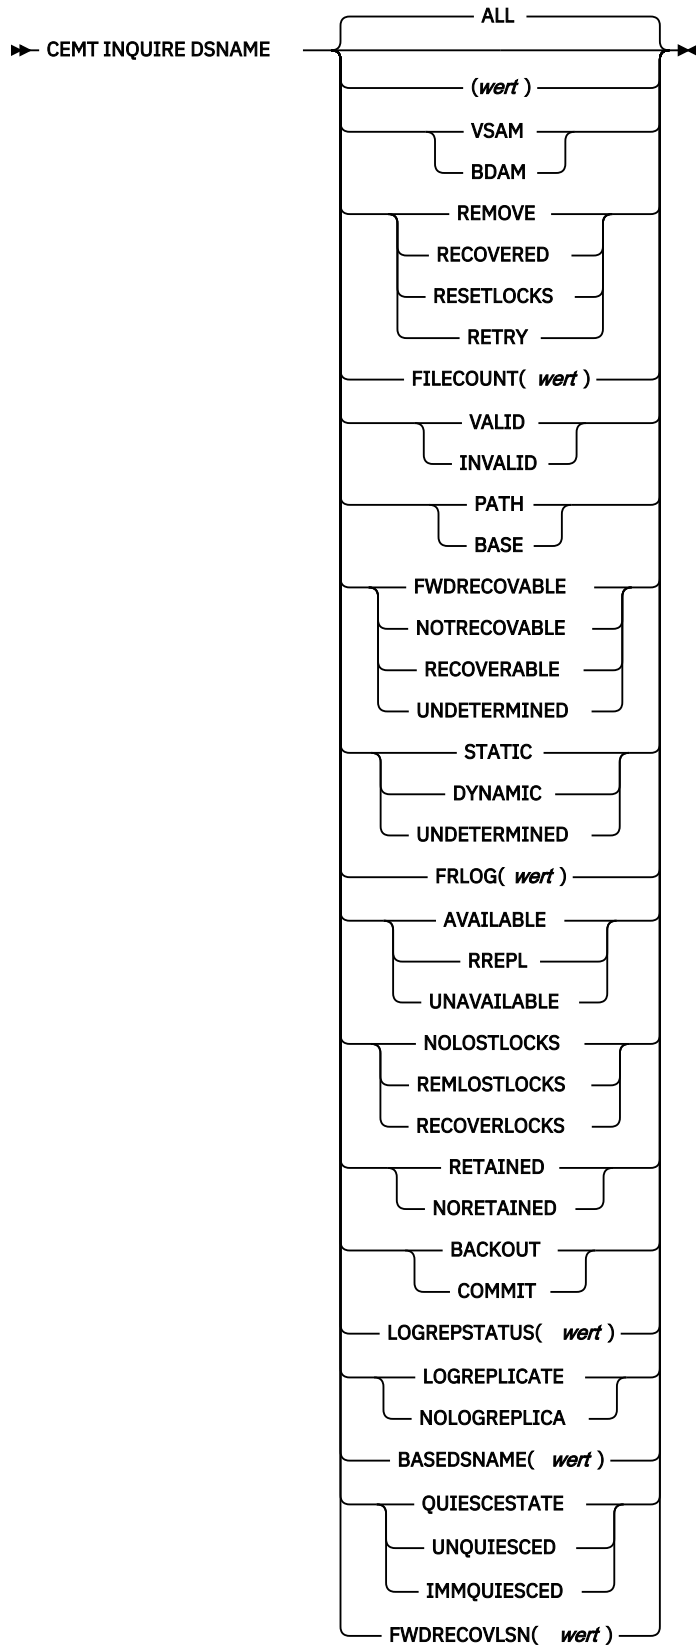 ALL
CEMT INQUIRE DSNAME
(wert )
VSAM
BDAM
REMOVE
RECOVERED
RESETLOCKS
RETRY
FILECOUNT( wert )
VALID
INVALID
PATH
BASE
FWDRECOVABLE
NOTRECOVABLE
RECOVERABLE
UNDETERMINED
STATIC
DYNAMIC
UNDETERMINED
FRLOG( wert )
AVAILABLE
RREPL
UNAVAILABLE
NOLOSTLOCKS
REMLOSTLOCKS
RECOVERLOCKS
RETAINED
NORETAINED
BACKOUT
COMMIT
LOGREPSTATUS( wert )
LOGREPLICATE
NOLOGREPLICA
BASEDSNAME( wert )
QUIESCESTATE
UNQUIESCED
IMMQUIESCED
FWDRECOVLSN( wert )